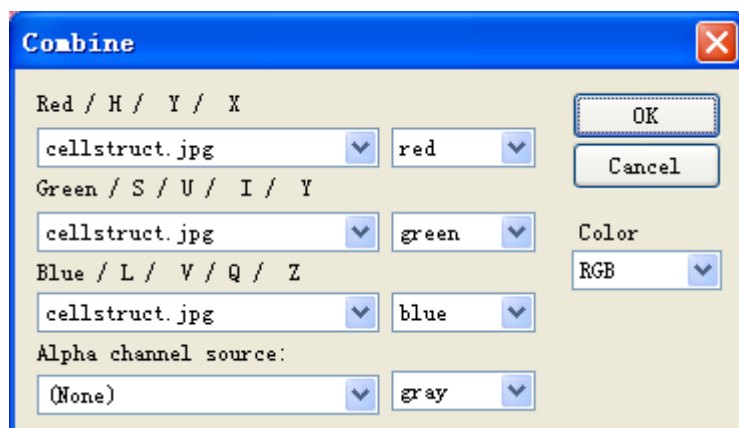 Combine
Red / H / Y / X
cellstruct.jpg red
OK
Cancel
Green / S / U / I / Y
cellstruct.jpg green
Color
Blue / L / V / Q / Z
RGB
cellstruct.jpg blue
Alpha channel source:
(None) gray